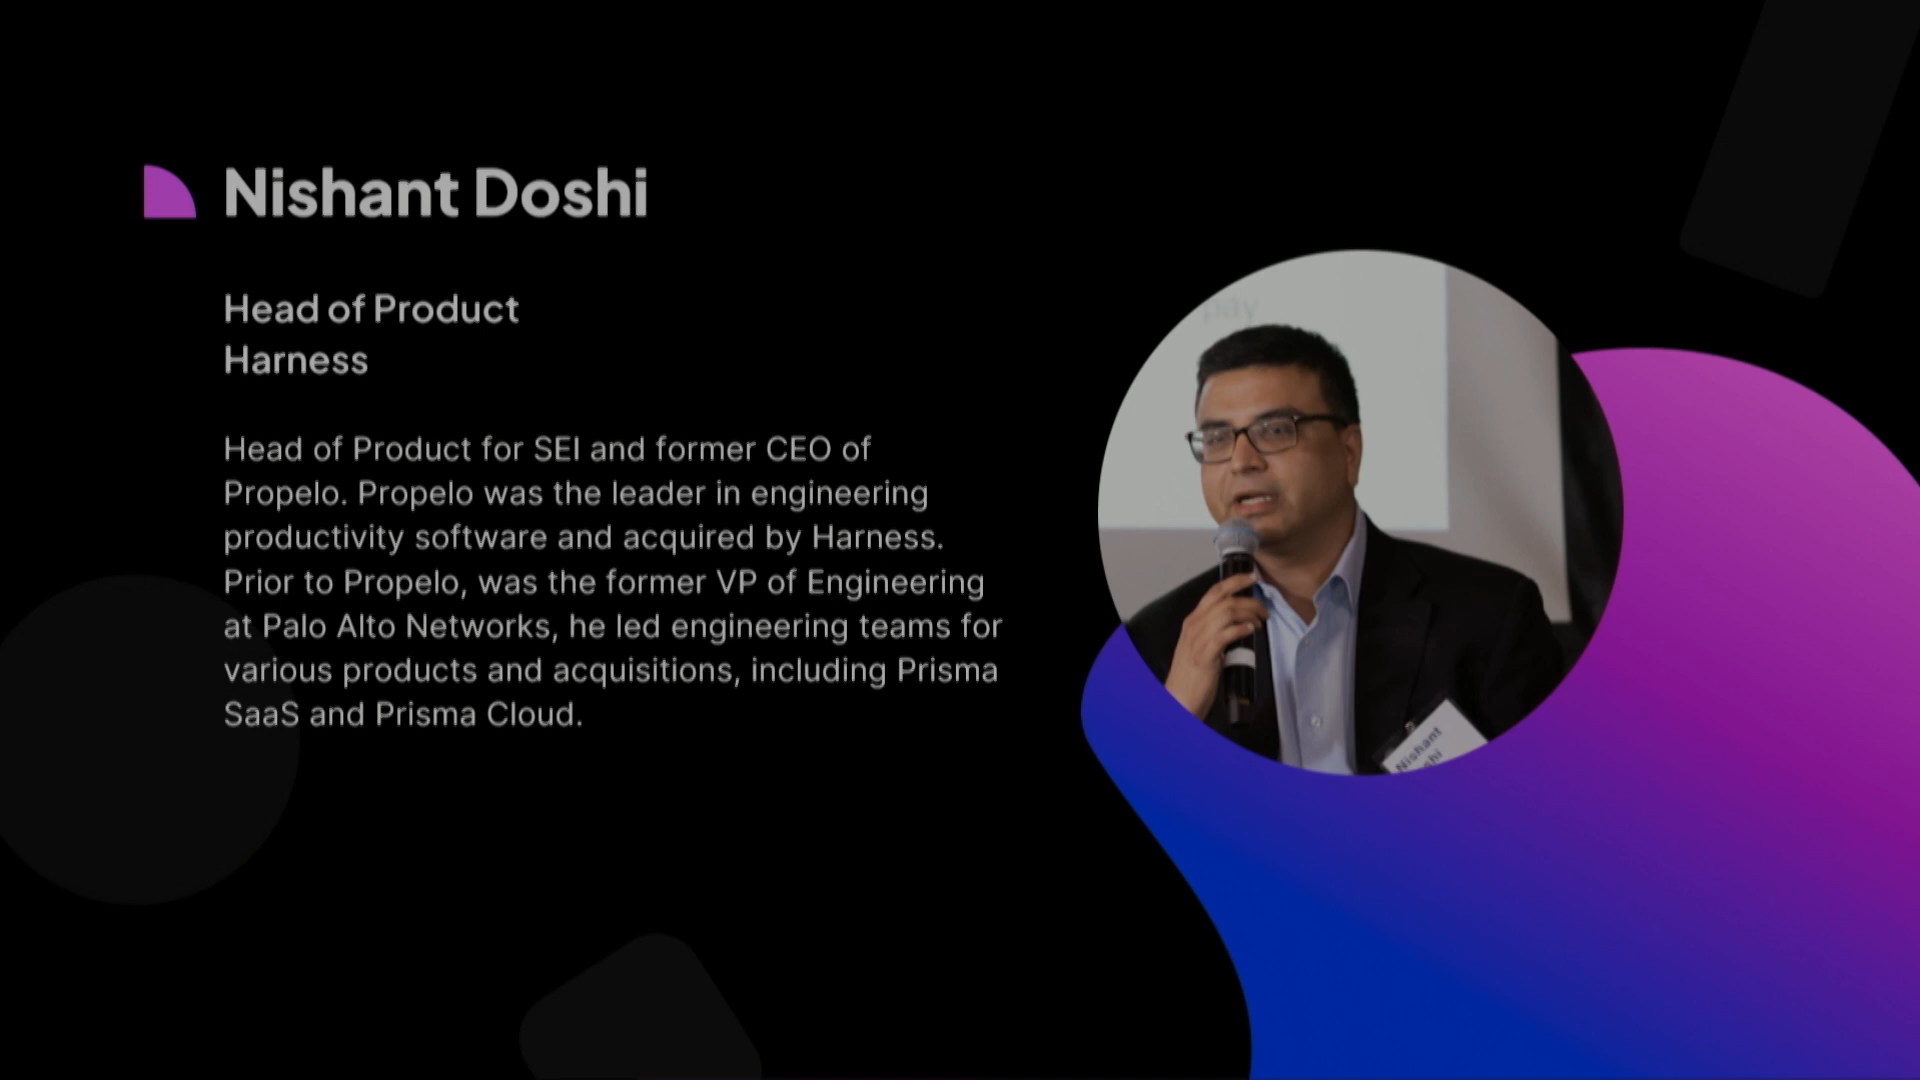 Nishant Doshi
Head of Product
Harness
Head of Product for SEI and former CEO of
Propelo. Propelo was the leader in engineering
productivity software and acquired by Harness.
Prior to Propelo, was the former VP of Engineering
at Palo Alto Networks, he led engineering teams for
various products and acquisitions, including Prisma
SaaS and Prisma Cloud.
pay
Nishant